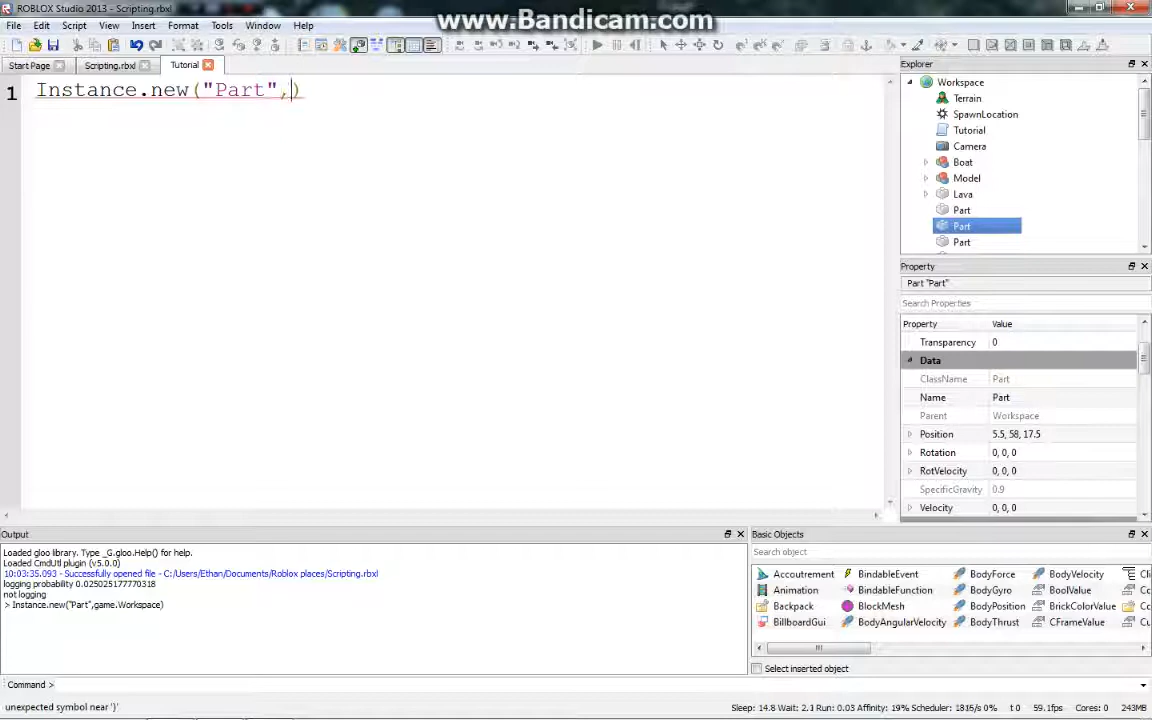 ROBLOX Studio 2013 - Scripting.rbxl
www.Bandicam.com
File Edit Script View Insert Format Tools Window Help
Start Page Scripting.rbxl Tutorial
1 Instance.new("Part",)
Explorer
Workspace
Terrain
SpawnLocation
Tutorial
Camera
Boat
Model
Lava
Part
Part
Part
Property
Part "Part"
Search Properties
Property Value
Transparency 0
Data
ClassName Part
Name Part
Parent Workspace
Position 5.5, 58, 17.5
Rotation 0, 0, 0
RotVelocity 0, 0, 0
SpecificGravity 0.9
Velocity 0, 0, 0
Output
Loaded gloo library. Type _G.gloo.Help() for help.
Loaded CmdUtl plugin (v5.0.0)
10:03:35.093 - Successfully opened file - C:/Users/Ethan/Documents/Roblox places/Scripting.rbxl
logging probability 0.025025177770318
not logging
> Instance.new("Part",game.Workspace)
Basic Objects
Search object
Accoutrement BindableEvent BodyForce BodyVelocity Cli
Animation BindableFunction BodyGyro BoolValue Co
Backpack BlockMesh BodyPosition BrickColorValue Co
BillboardGui BodyAngularVelocity BodyThrust CFrameValue Cu
Select inserted object
Command >
unexpected symbol near ')'
Sleep: 14.8 Wait: 2.1 Run: 0.03 Affinity: 19% Scheduler: 1816/s 0% t 0 59.1fps Cores: 0 243MB